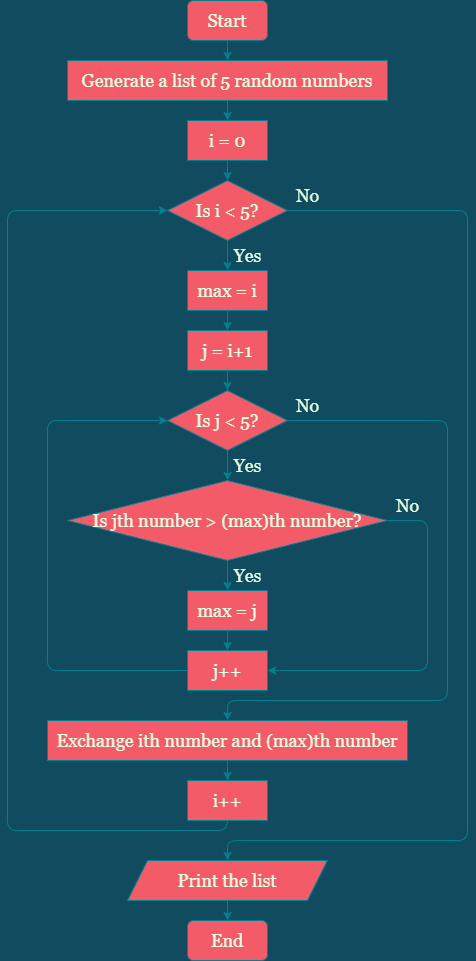 Start
Generate a list of 5 random numbers
i = 0
Is i < 5?
No
Yes
max = i
j = i+1
Is j < 5?
No
Yes
Is jth number > (max)th number?
No
Yes
max = j
j++
Exchange ith number and (max)th number
i++
Print the list
End